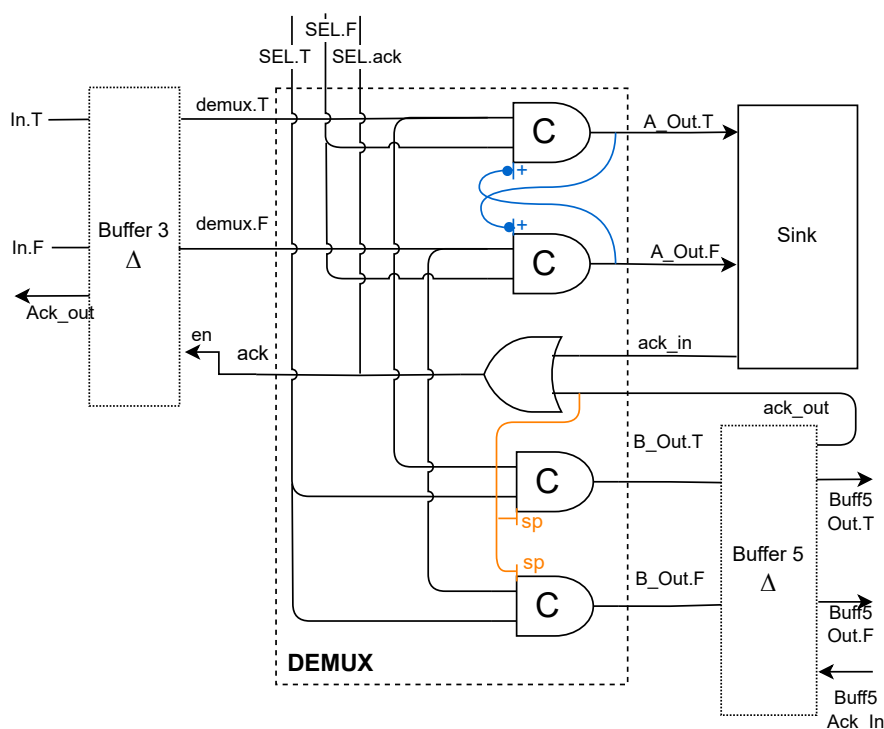 SEL.F
SEL.T
SEL.ack
demux.T
In.T
C
A_Out.T
+
demux.F
In.F
Buffer 3
Δ
+
C
A_Out.F
Sink
Ack_out
en
ack
ack_in
ack_out
B_Out.T
C
sp
Buff5
Out.T
sp
Buffer 5
Δ
B_Out.F
C
Buff5
Out.F
DEMUX
Buff5
Ack_In